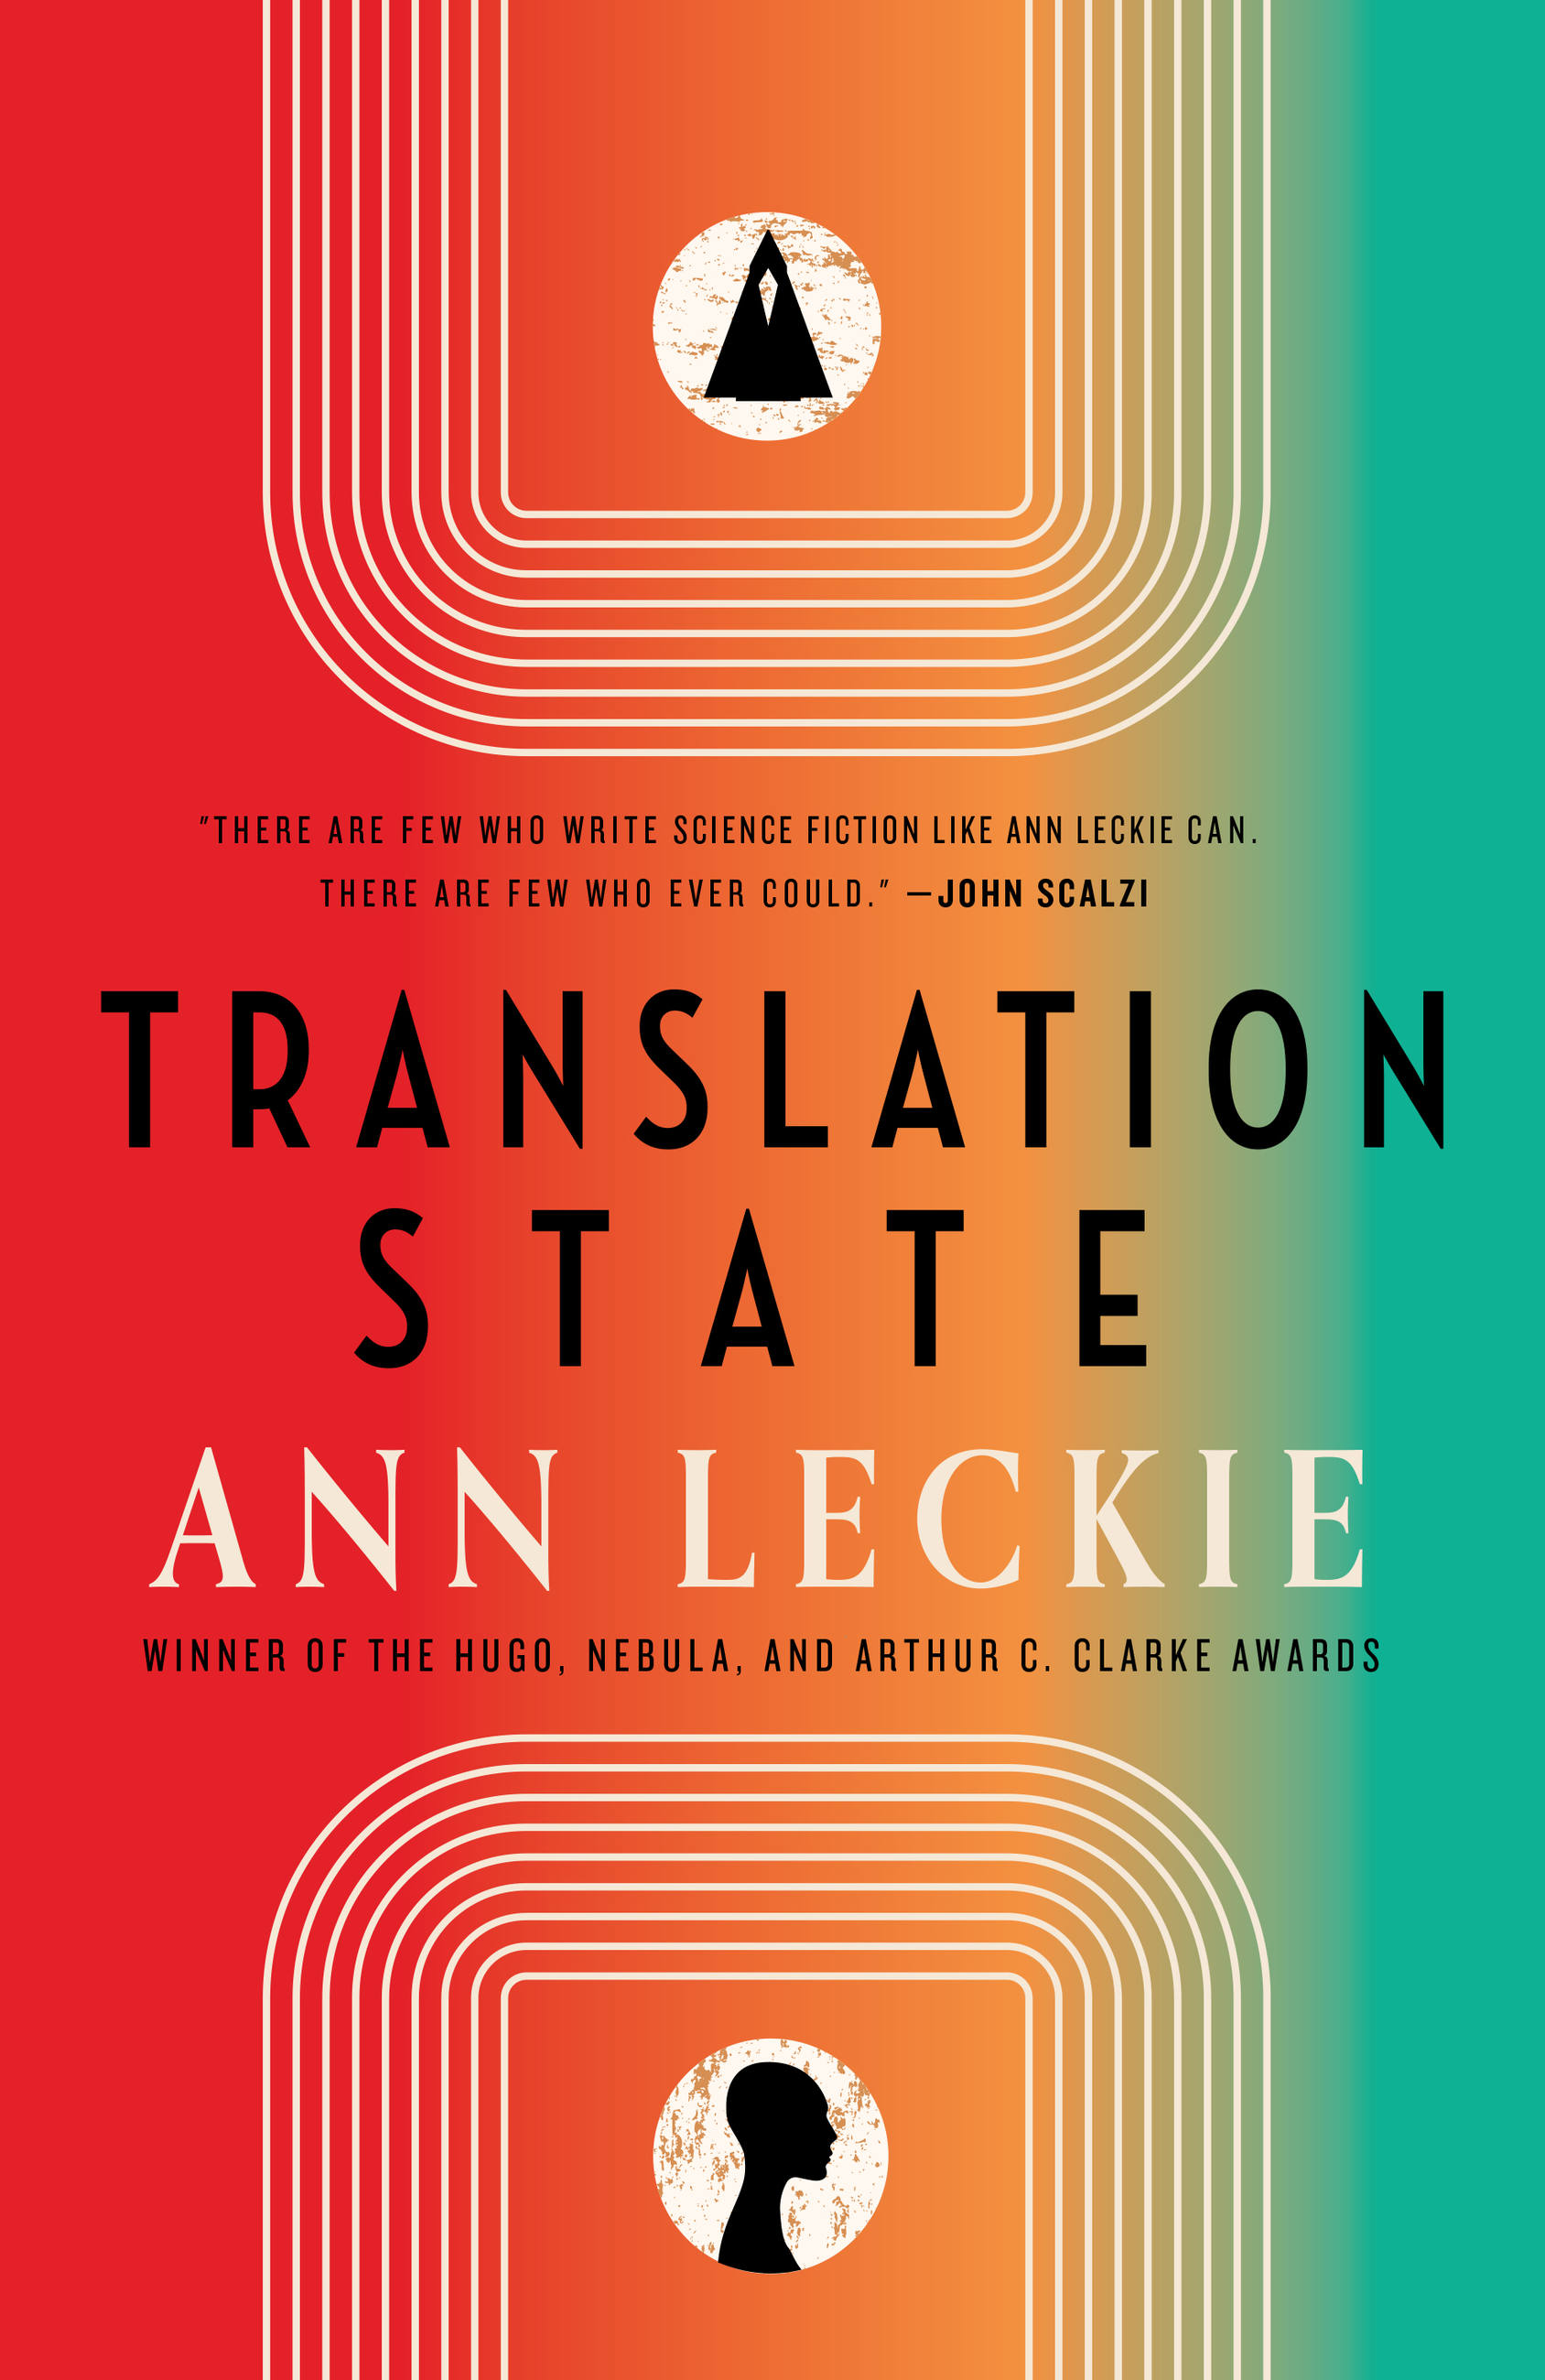 "THERE ARE FEW WHO WRITE SCIENCE FICTION LIKE ANN LECKIE CAN.
THERE ARE FEW WHO EVER COULD." —JOHN SCALZI
TRANSLATION
STATE
ANN LECKIE
WINNER OF THE HUGO, NEBULA, AND ARTHUR C. CLARKE AWARDS